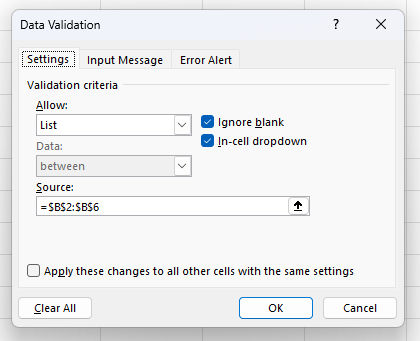 Data Validation
?
Settings Input Message Error Alert
Validation criteria
Allow:
List
Ignore blank
Data:
In-cell dropdown
between
Source:
=$B$2:$B$6
Apply these changes to all other cells with the same settings
Clear All OK Cancel